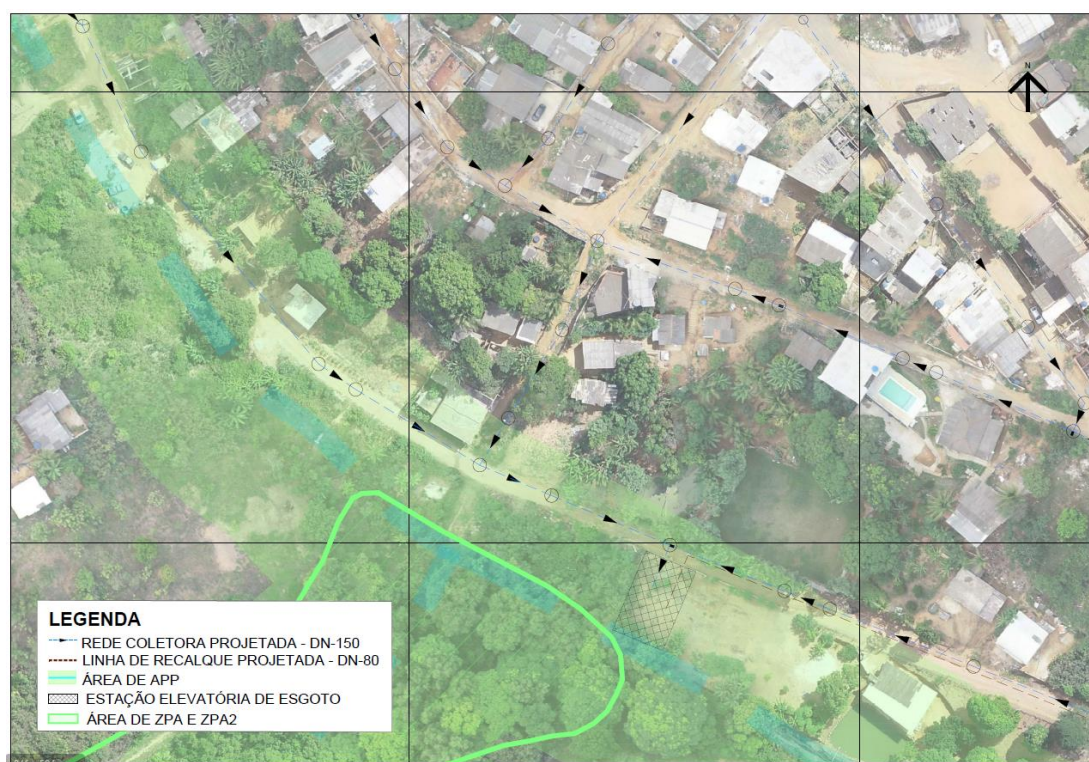 N
LEGENDA
REDE COLETORA PROJETADA - DN-150
LINHA DE RECALQUE PROJETADA - DN-80
ÁREA DE APP
ESTAÇÃO ELEVATÓRIA DE ESGOTO
ÁREA DE ZPA E ZPA2